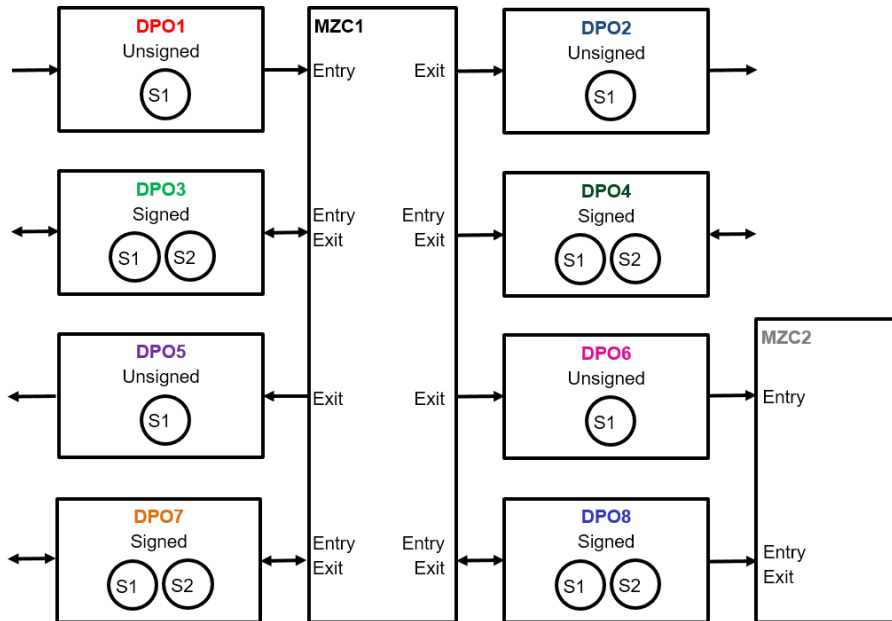 DPO1
Unsigned
S1
MZC1
Entry
Exit
DPO2
Unsigned
S1
DPO3
Signed
S1
S2
Entry
Exit
Entry
Exit
DPO4
Signed
S1
S2
DPO5
Unsigned
S1
Exit
Exit
DPO6
Unsigned
S1
MZC2
Entry
DPO7
Signed
S1
S2
Entry
Exit
Entry
Exit
DPO8
Signed
S1
S2
Entry
Exit